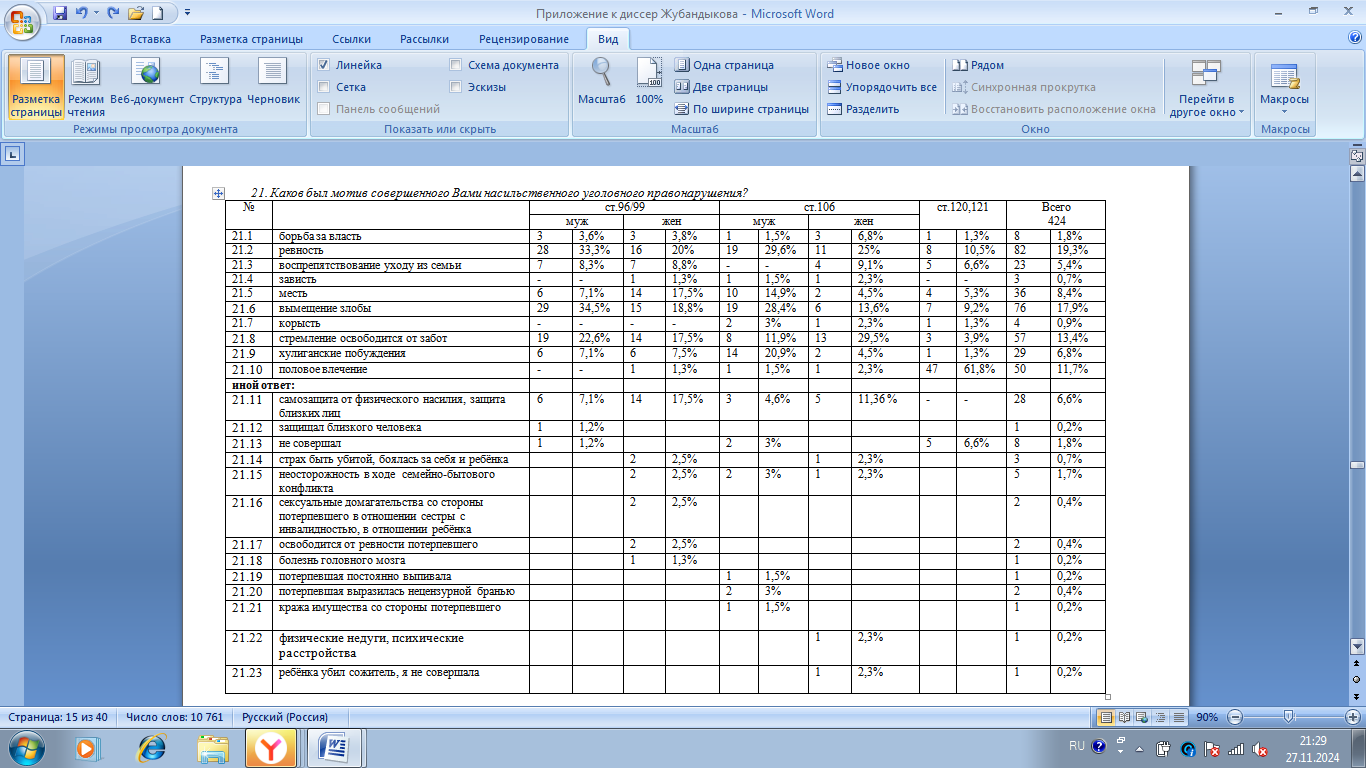 Приложение к диссер Жубандыкова - Microsoft Word
Главная Вставка Разметка страницы Ссылки Рассылки Рецензирование Вид
Линейка Схема документа Одна страница Новое окно Рядом
Сетка Эскизы Две страницы Упорядочить все Синхронная прокрутка
Панель сообщений По ширине страницы Разделить Восстановить расположение окна
Разметка страницы Режим чтения Веб-документ Структура Черновик Масштаб 100% Перейти в другое окно Макросы
Режимы просмотра документа Показать или скрыть Масштаб Окно Макросы
21. Каков был мотив совершенного Вами насильственного уголовного правонарушения?
№ ст.96/99 ст.106 ст.120,121 Всего
муж жен муж жен 424
21.1 борьба за власть 3 3,6% 3 3,8% 1 1,5% 3 6,8% 1 1,3% 8 1,8%
21.2 ревность 28 33,3% 16 20% 19 29,6% 11 25% 8 10,5% 82 19,3%
21.3 воспрепятствование уходу из семьи 7 8,3% 7 8,8% - - 4 9,1% 5 6,6% 23 5,4%
21.4 зависть - - 1 1,3% 1 1,5% 1 2,3% - - 3 0,7%
21.5 месть 6 7,1% 14 17,5% 10 14,9% 2 4,5% 4 5,3% 36 8,4%
21.6 вымещение злобы 29 34,5% 15 18,8% 19 28,4% 6 13,6% 7 9,2% 76 17,9%
21.7 корысть - - - - 2 3% 1 2,3% 1 1,3% 4 0,9%
21.8 стремление освободится от забот 19 22,6% 14 17,5% 8 11,9% 13 29,5% 3 3,9% 57 13,4%
21.9 хулиганские побуждения 6 7,1% 6 7,5% 14 20,9% 2 4,5% 1 1,3% 29 6,8%
21.10 половое влечение - - 1 1,3% 1 1,5% 1 2,3% 47 61,8% 50 11,7%
иной ответ:
21.11 самозащита от физического насилия, защита 6 7,1% 14 17,5% 3 4,6% 5 11,36% - - 28 6,6%
близких лиц
21.12 защищал близкого человека 1 1,2% 1 0,2%
21.13 не совершал 1 1,2% 2 3% 5 6,6% 8 1,8%
21.14 страх быть убитой, боялась за себя и ребёнка 2 2,5% 1 2,3% 3 0,7%
21.15 неосторожность в ходе семейно-бытового 2 2,5% 2 3% 1 2,3% 5 1,7%
конфликта
21.16 сексуальные домагательства со стороны 2 2,5% 2 0,4%
потерпевшего в отношении сестры с
инвалидностью, в отношении ребёнка
21.17 освободится от ревности потерпевшего 2 2,5% 2 0,4%
21.18 болезнь головного мозга 1 1,3% 1 0,2%
21.19 потерпевшая постоянно выпивала 1 1,5% 1 0,2%
21.20 потерпевшая выразилась нецензурной бранью 2 3% 2 0,4%
21.21 кража имущества со стороны потерпевшего 1 1,5% 1 0,2%
21.22 физические недуги, психические 1 2,3% 1 0,2%
расстройства
21.23 ребёнка убил сожитель, я не совершала 1 2,3% 1 0,2%
Страница: 15 из 40 Число слов: 10 761 Русский (Россия) 90%
RU 21:29
27.11.2024